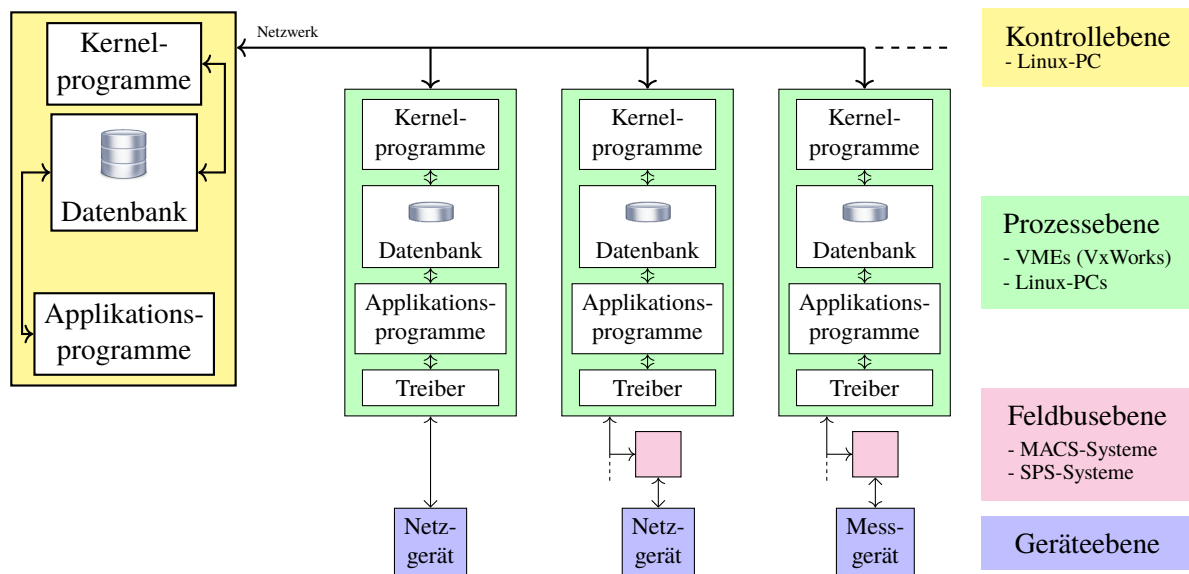 Kernel-
programme
Datenbank
Applikations-
programme
Netzwerk
Kernel-
programme
Datenbank
Applikations-
programme
Treiber
Netz-
gerät
Kernel-
programme
Datenbank
Applikations-
programme
Treiber
Netz-
gerät
Kernel-
programme
Datenbank
Applikations-
programme
Treiber
Mess-
gerät
Kontrollebene
- Linux-PC
Prozessebene
- VMEs (VxWorks)
- Linux-PCs
Feldbusebene
- MACS-Systeme
- SPS-Systeme
Geräteebene